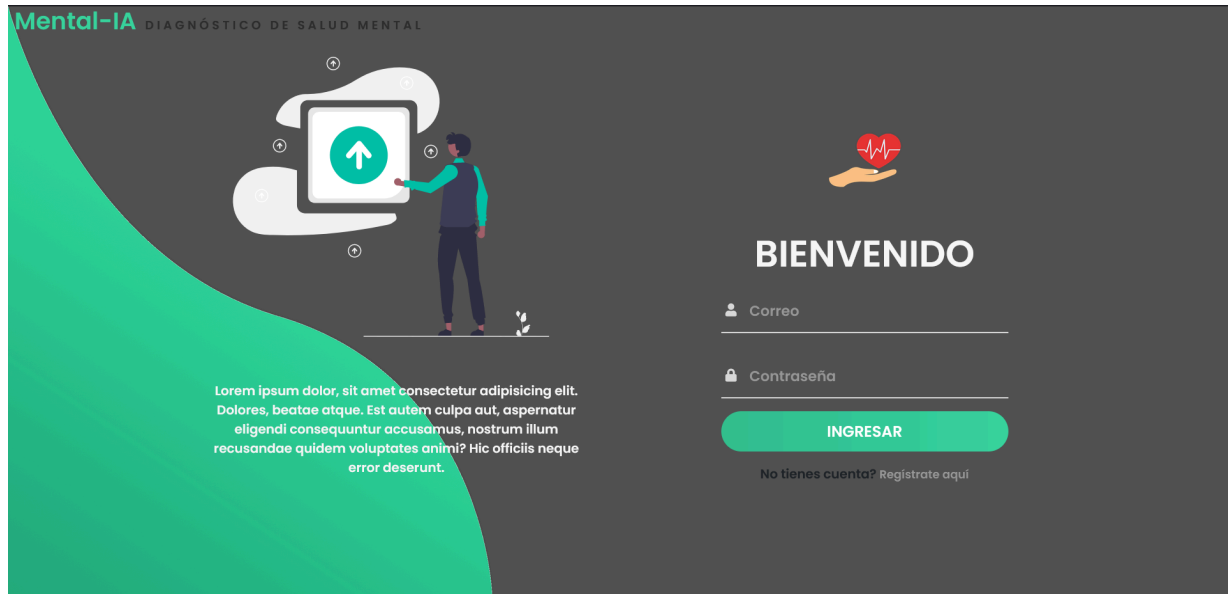 Mental-IA DIAGNÓSTICO DE SALUD MENTAL
Lorem ipsum dolor, sit amet consectetur adipisicing elit.
Dolores, beatae atque. Est autem culpa aut, aspernatur
eligendi consequuntur accusamus, nostrum illum
recusandae quidem voluptates animi? Hic officiis neque
error deserunt.
BIENVENIDO
Correo
Contraseña
INGRESAR
No tienes cuenta? Regístrate aquí